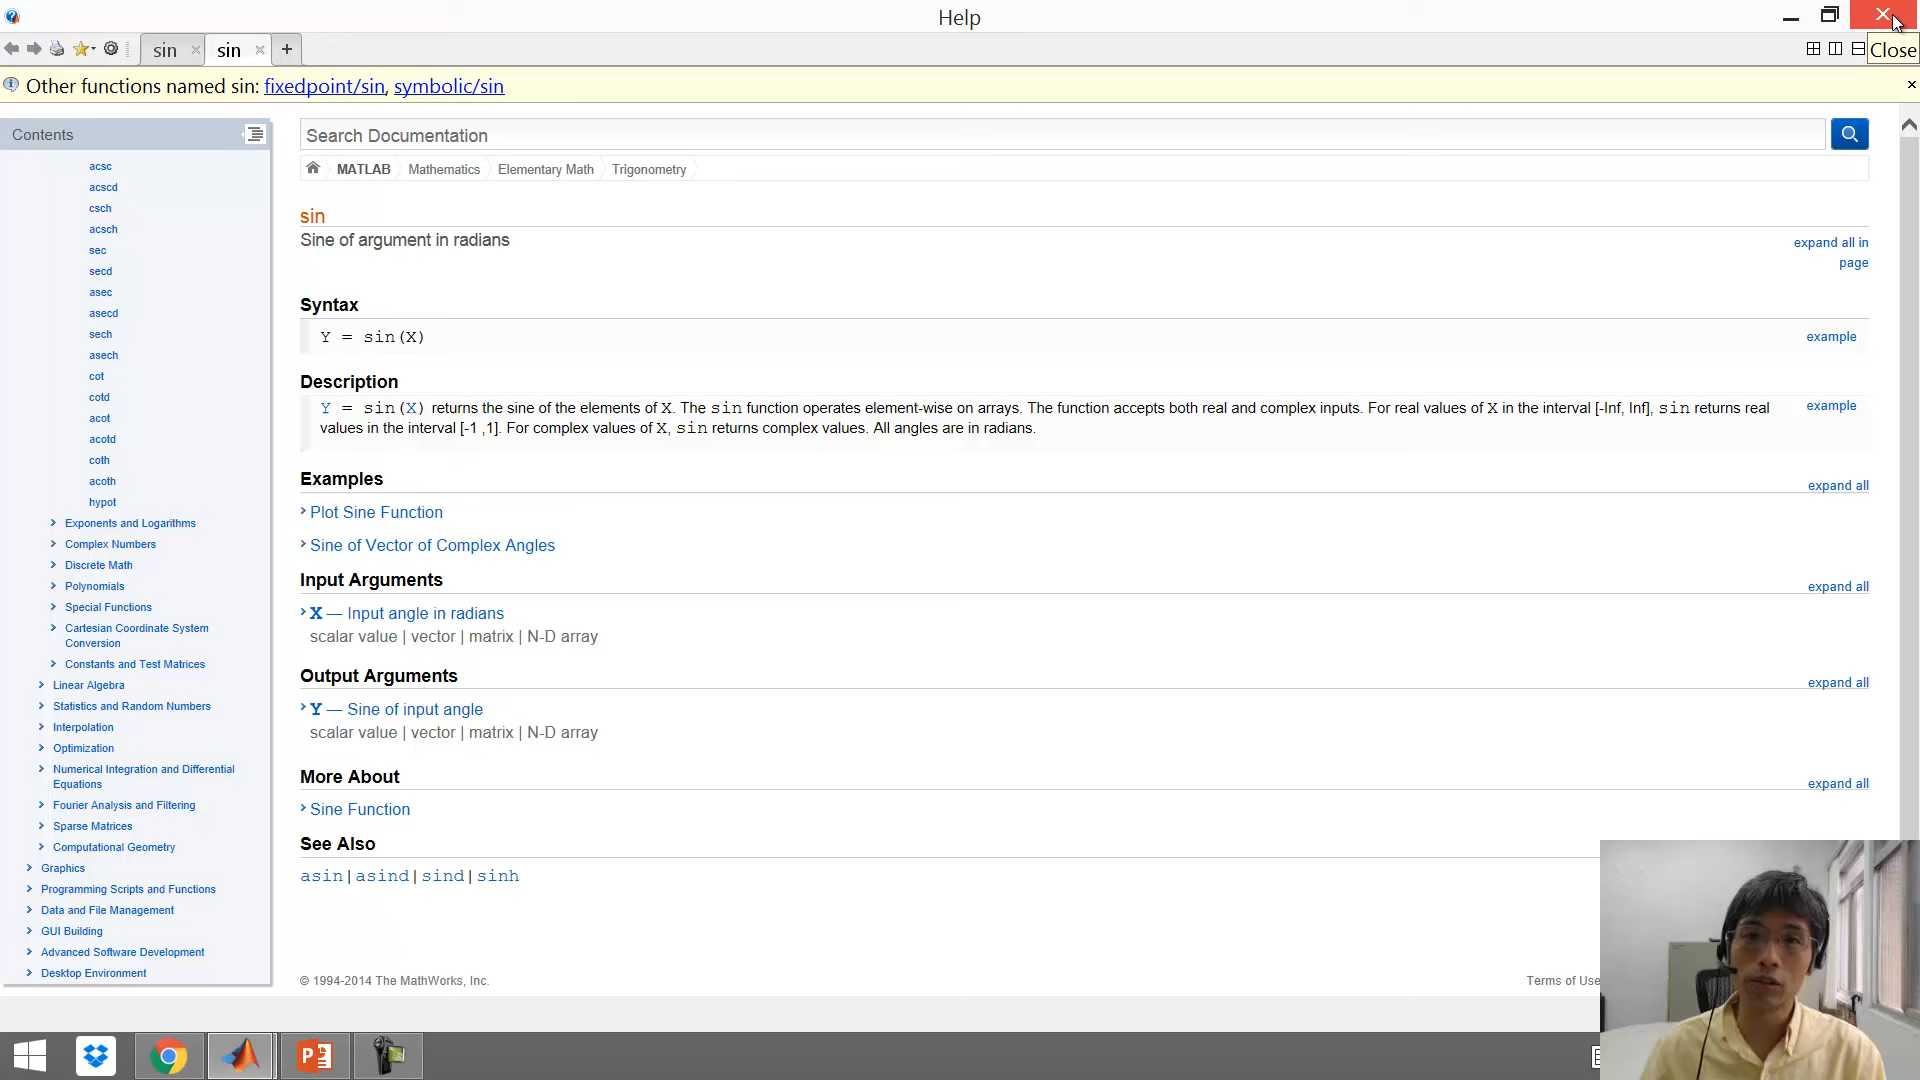 Help
sin
sin
Close
Other functions named sin: fixedpoint/sin, symbolic/sin
Contents
acsc
acscd
csch
acsch
sec
secd
asec
asecd
sech
asech
cot
cotd
acot
acotd
coth
acoth
hypot
Exponents and Logarithms
Complex Numbers
Discrete Math
Polynomials
Special Functions
Cartesian Coordinate System
Conversion
Constants and Test Matrices
Linear Algebra
Statistics and Random Numbers
Interpolation
Optimization
Numerical Integration and Differential
Equations
Fourier Analysis and Filtering
Sparse Matrices
Computational Geometry
Graphics
Programming Scripts and Functions
Data and File Management
GUI Building
Advanced Software Development
Desktop Environment
Search Documentation
MATLAB Mathematics Elementary Math Trigonometry
sin
Sine of argument in radians
expand all in
page
Syntax
Y = sin(X)
example
Description
Y = sin(X) returns the sine of the elements of X. The sin function operates element-wise on arrays. The function accepts both real and complex inputs. For real values of X in the interval [-Inf, Inf], sin returns real
values in the interval [-1 ,1]. For complex values of X, sin returns complex values. All angles are in radians.
example
Examples
expand all
Plot Sine Function
Sine of Vector of Complex Angles
Input Arguments
expand all
X — Input angle in radians
scalar value | vector | matrix | N-D array
Output Arguments
expand all
Y — Sine of input angle
scalar value | vector | matrix | N-D array
More About
expand all
Sine Function
See Also
asin | asind | sind | sinh
© 1994-2014 The MathWorks, Inc.
Terms of Use